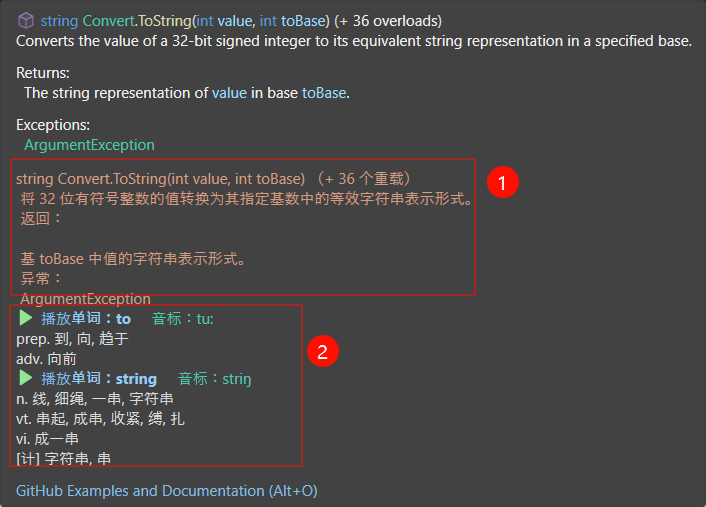 string Convert.ToString(int value, int toBase) (+ 36 overloads)
Converts the value of a 32-bit signed integer to its equivalent string representation in a specified base.
Returns:
The string representation of value in base toBase.
Exceptions:
ArgumentException
string Convert.ToString(int value, int toBase) （+ 36 个重载）
将 32 位有符号整数的值转换为其指定基数中的等效字符串表示形式。
返回：
基 toBase 中值的字符串表示形式。
异常：
ArgumentException
1
播放单词：to 音标：tu:
prep. 到, 向, 趋于
adv. 向前
播放单词：string 音标：striŋ
n. 线, 细绳, 一串, 字符串
vt. 串起, 成串, 收紧, 缚, 扎
vi. 成一串
[计] 字符串, 串
2
GitHub Examples and Documentation (Alt+O)